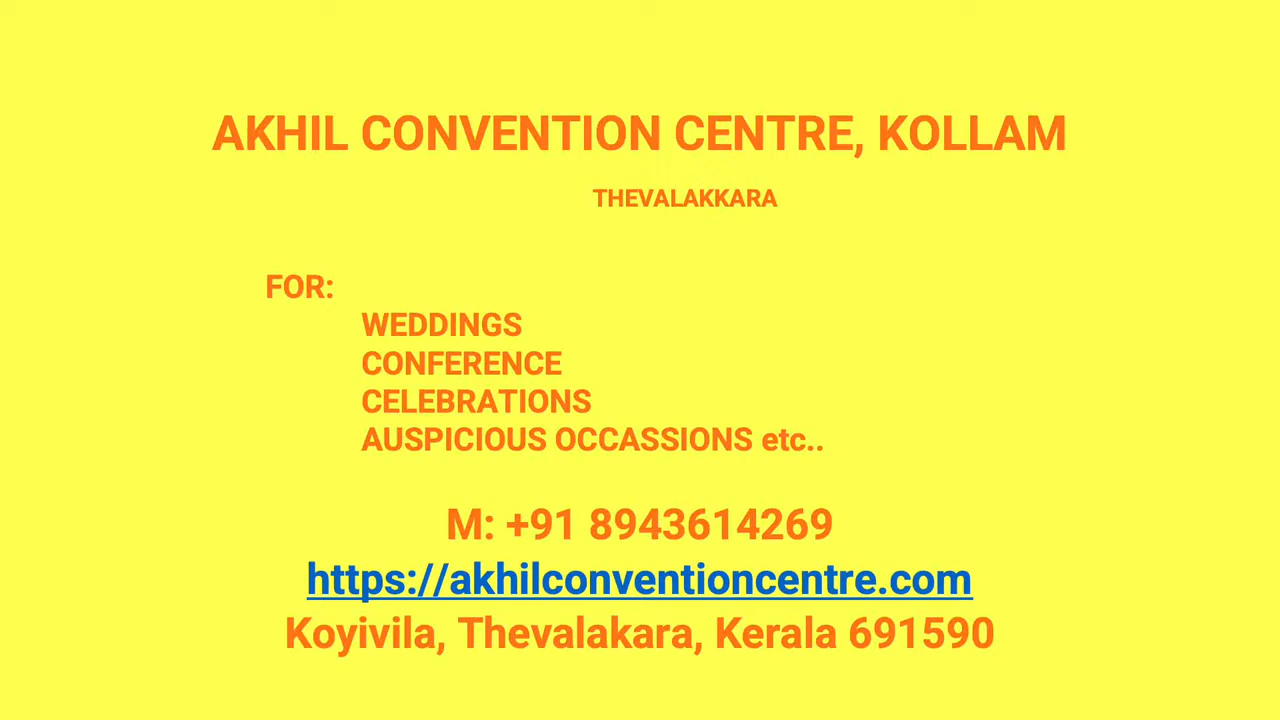 AKHIL CONVENTION CENTRE, KOLLAM
THEVALAKKARA
FOR:
WEDDINGS
CONFERENCE
CELEBRATIONS
AUSPICIOUS OCCASSIONS etc..
M: +91 8943614269
https://akhilconventioncentre.com
Koyivila, Thevalakara, Kerala 691590